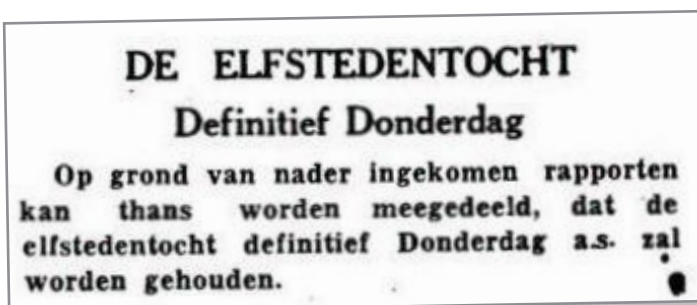 DE ELFSTEDENTOCHT
Definitief Donderdag
Op grond van nader ingekomen rapporten
kan thans worden meegedeeld, dat de
elfstedentocht definitief Donderdag a.s. zal
worden gehouden.